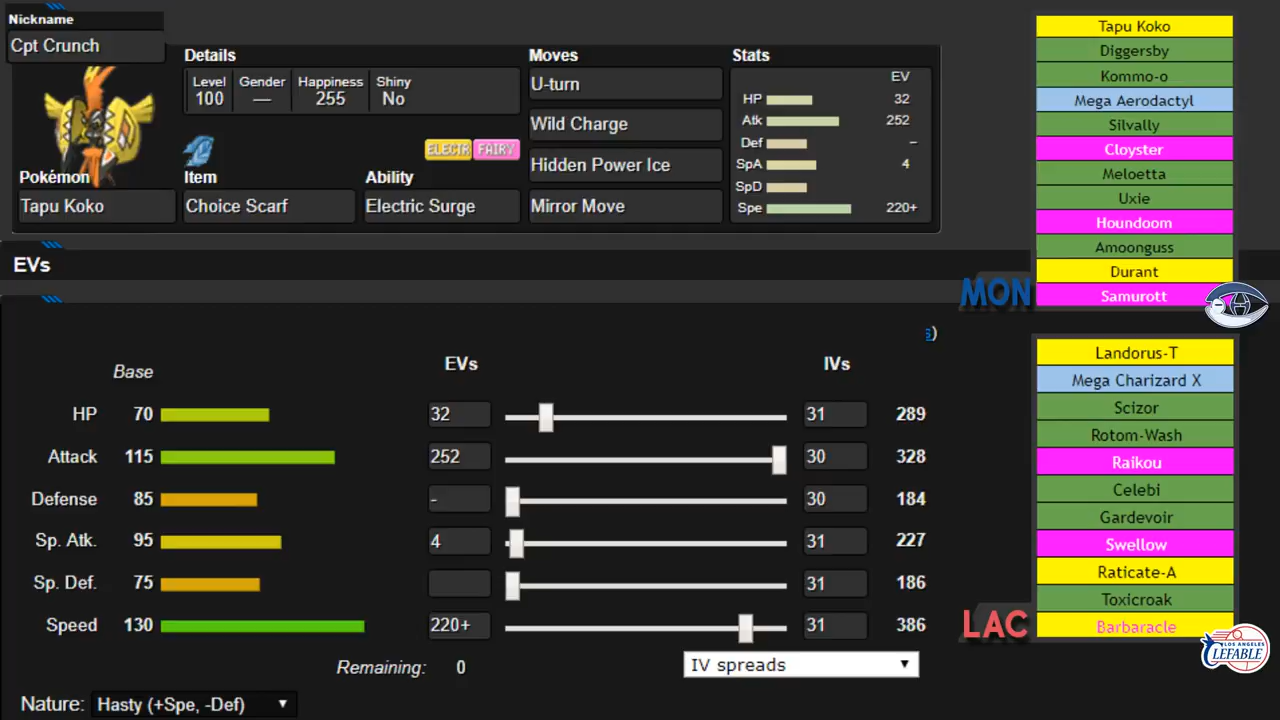 Nickname
Cpt Crunch
Details
Level Gender Happiness Shiny
100 — 255 No
ELECTR FAIRY
Pokémon Item Ability
Tapu Koko Choice Scarf Electric Surge
Moves
U-turn
Wild Charge
Hidden Power Ice
Mirror Move
Stats
EV
HP 32
Atk 252
Def –
SpA 4
SpD
Spe 220+
EVs
s)
Base EVs IVs
HP 70 32 31 289
Attack 115 252 30 328
Defense 85 - 30 184
Sp. Atk. 95 4 31 227
Sp. Def. 75 31 186
Speed 130 220+ 31 386
Remaining: 0
IV spreads
Nature: Hasty (+Spe, -Def)
Tapu Koko
Diggersby
Kommo-o
Mega Aerodactyl
Silvally
Cloyster
Meloetta
Uxie
Houndoom
Amoonguss
Durant
Samurott
MON
Landorus-T
Mega Charizard X
Scizor
Rotom-Wash
Raikou
Celebi
Gardevoir
Swellow
Raticate-A
Toxicroak
Barbaracle
LAC
LOS ANGELES
CLEFABLE